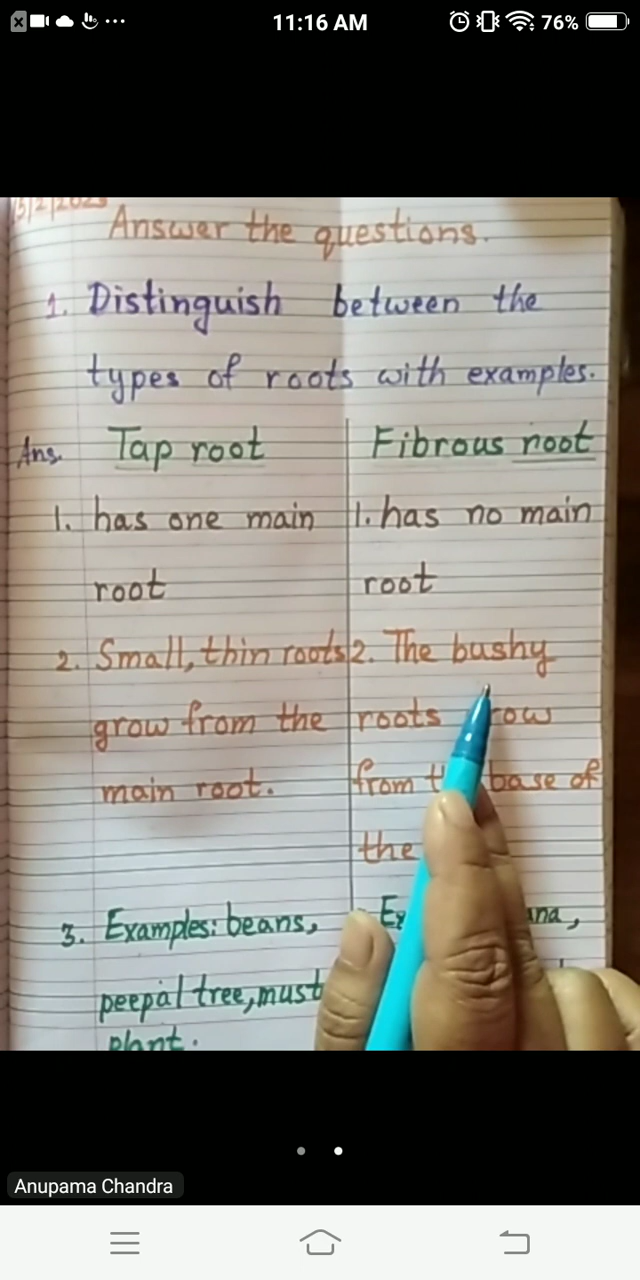 11:16 AM
76%
Answer the questions.
1. Distinguish between the
types of roots with examples.
Ans. Tap root Fibrous root
1. has one main 1. has no main
root root
2. Small, thin roots 2. The bushy
grow from the roots
main root. from base of
the
3. Examples: beans,
peepal tree,
plant.
Anupama Chandra